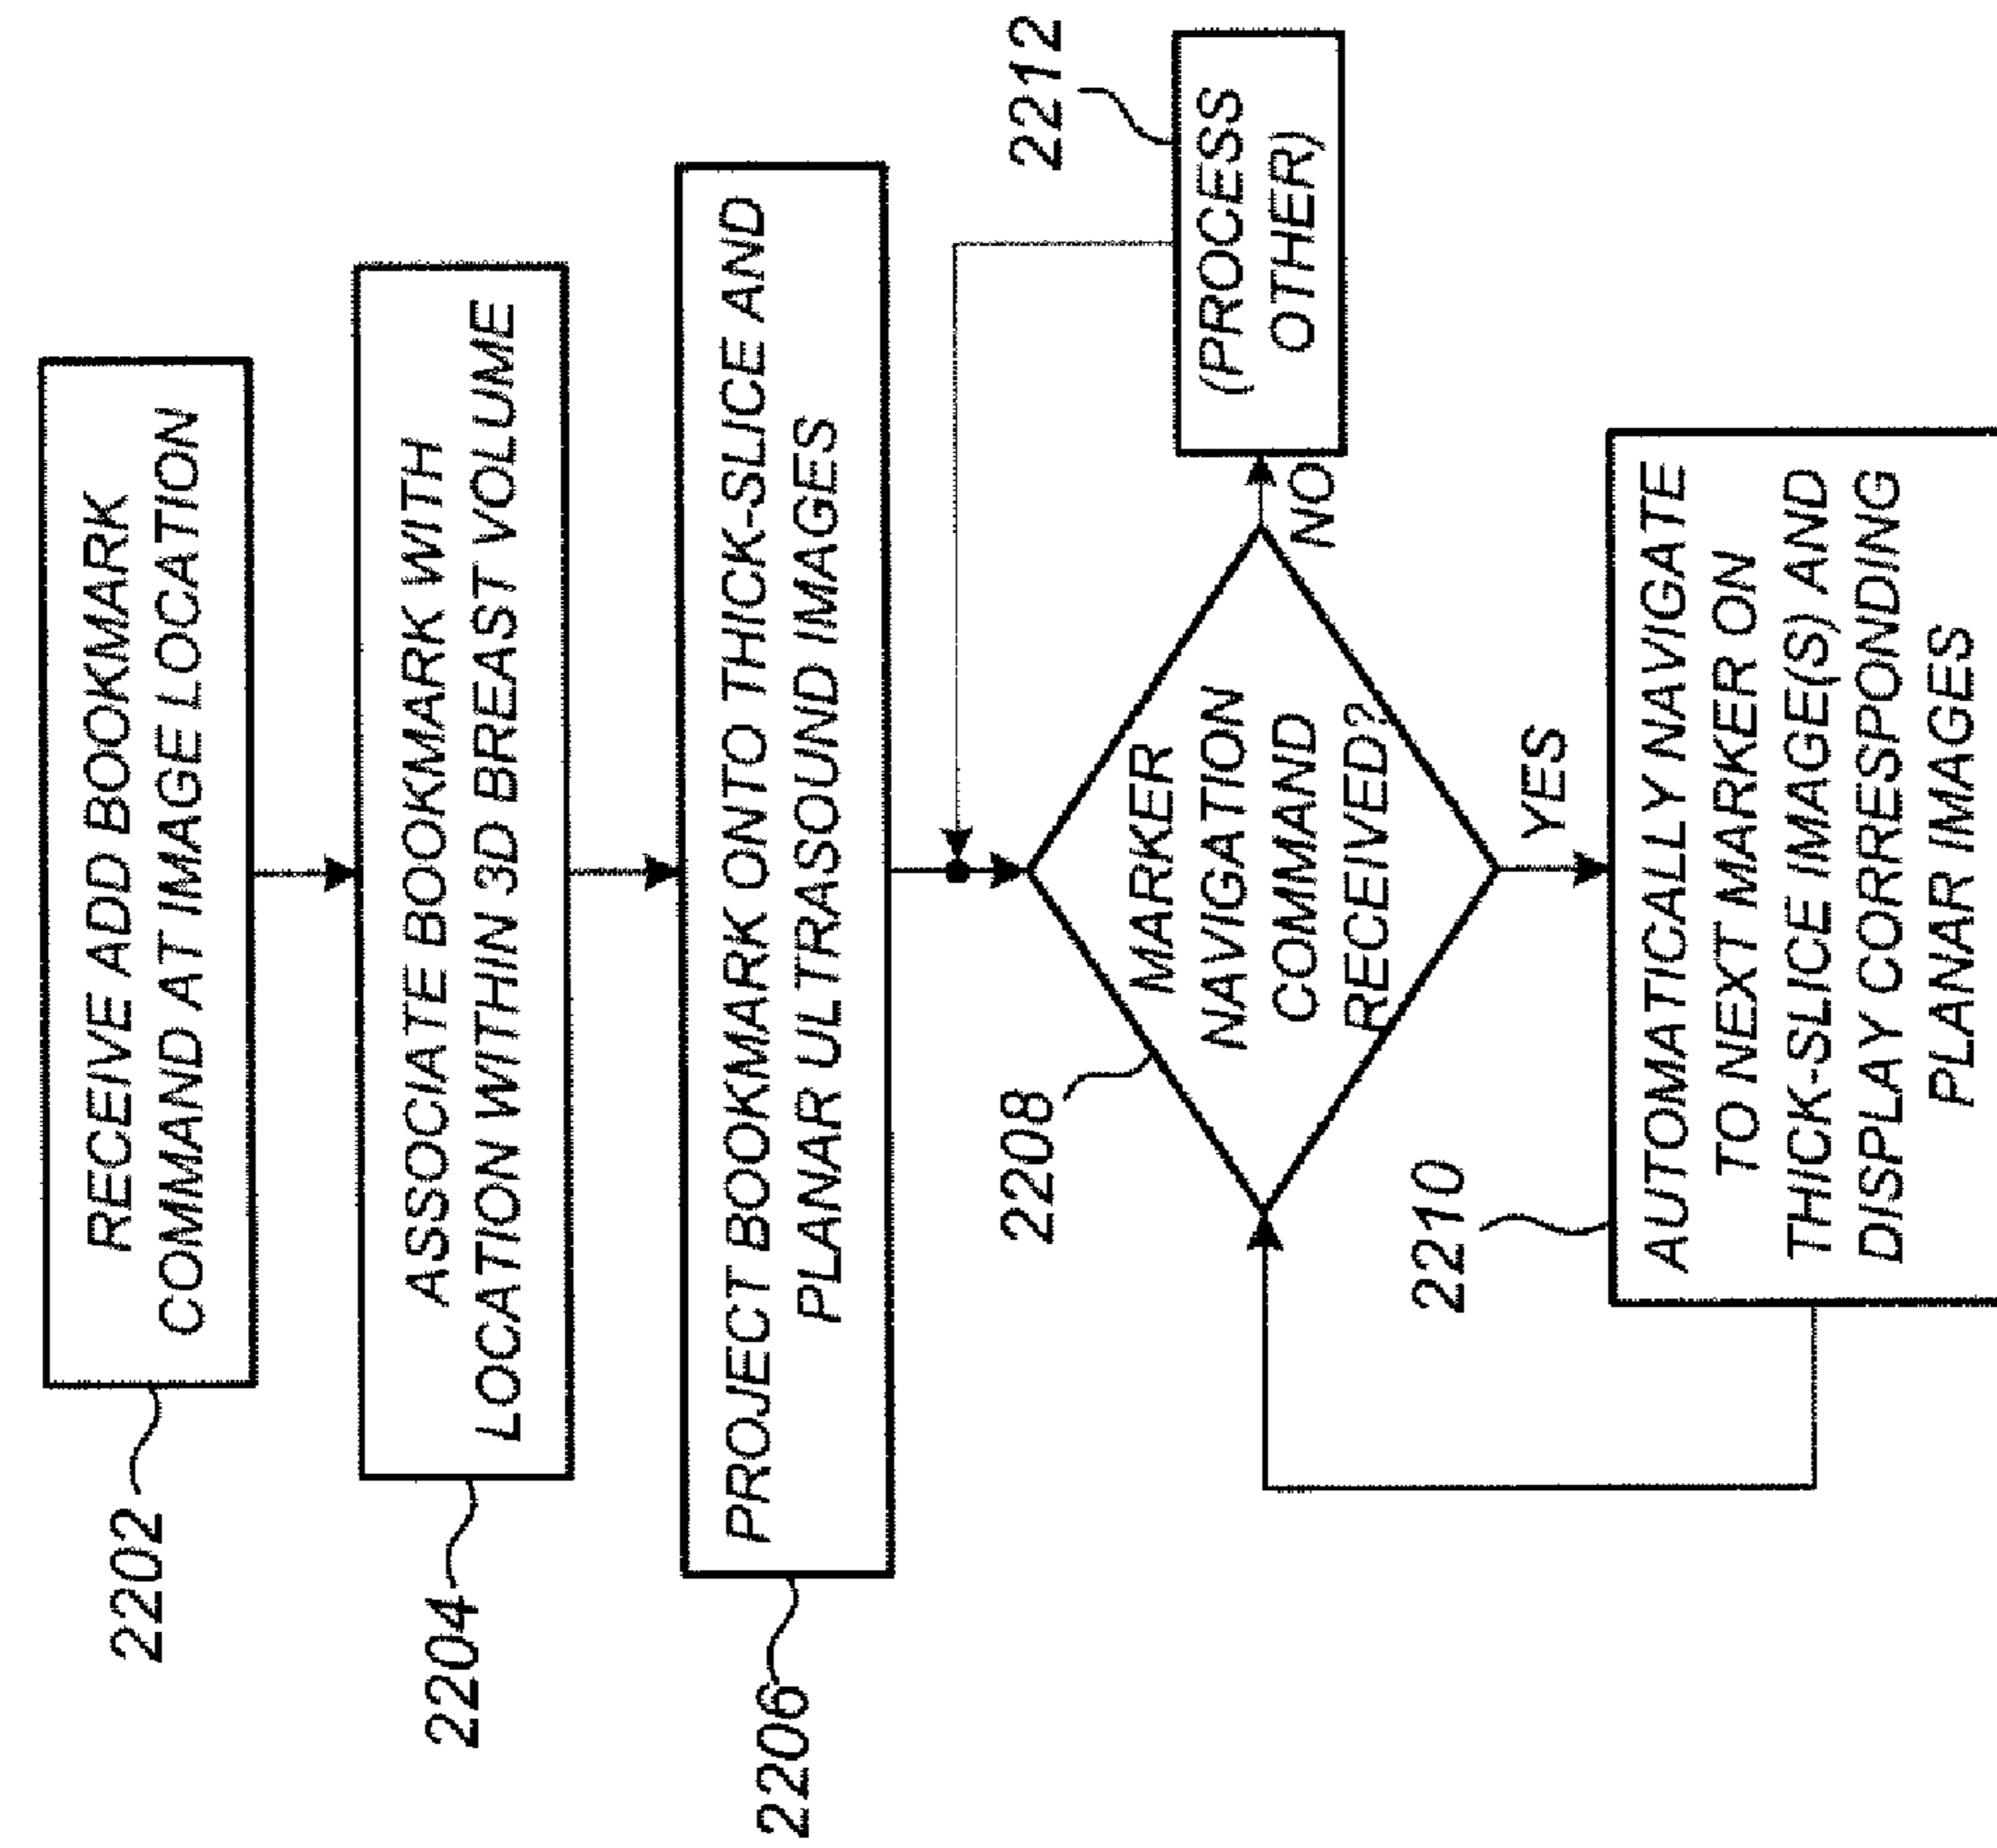 2202
RECEIVE ADD BOOKMARK
COMMAND AT IMAGE LOCATION
2204
ASSOCIATE BOOKMARK WITH
LOCATION WITHIN 3D BREAST VOLUME
2206
PROJECT BOOKMARK ONTO THICK-SLICE AND
PLANAR ULTRASOUND IMAGES
2208
MARKER
NAVIGATION
COMMAND
RECEIVED?
NO
2212
(PROCESS
OTHER)
YES
2210
AUTOMATICALLY NAVIGATE
TO NEXT MARKER ON
THICK-SLICE IMAGE(S) AND
DISPLAY CORRESPONDING
PLANAR IMAGES